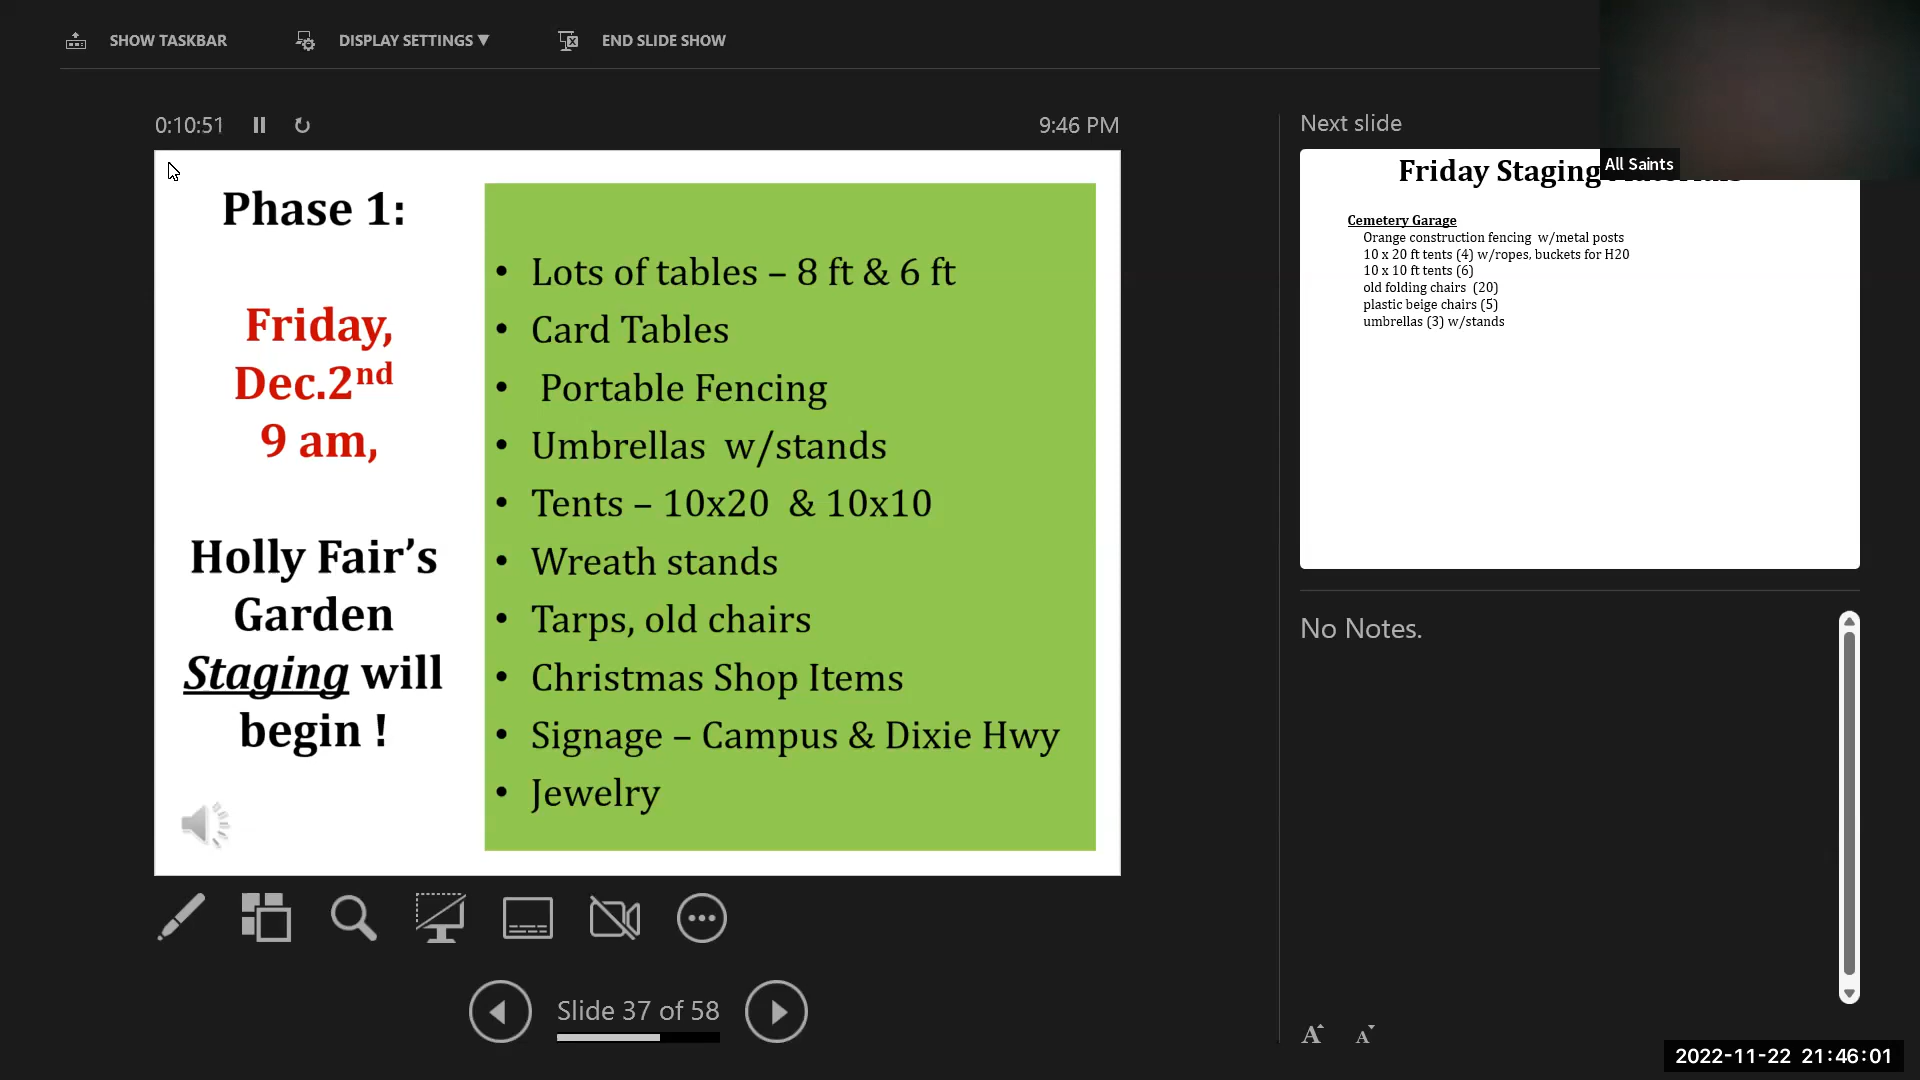 SHOW TASKBAR
DISPLAY SETTINGS ▼
END SLIDE SHOW
0:10:51
9:46 PM
Phase 1:
Friday,
Dec.2nd
9 am,
Holly Fair’s
Garden
Staging will
begin !
• Lots of tables – 8 ft & 6 ft
• Card Tables
• Portable Fencing
• Umbrellas w/stands
• Tents – 10x20 & 10x10
• Wreath stands
• Tarps, old chairs
• Christmas Shop Items
• Signage – Campus & Dixie Hwy
• Jewelry
Slide 37 of 58
Next slide
All Saints
Friday Staging
Cemetery Garage
Orange construction fencing w/metal posts
10 x 20 ft tents (4) w/ropes, buckets for H20
10 x 10 ft tents (6)
old folding chairs (20)
plastic beige chairs (5)
umbrellas (3) w/stands
No Notes.
A A
2022-11-22 21:46:01